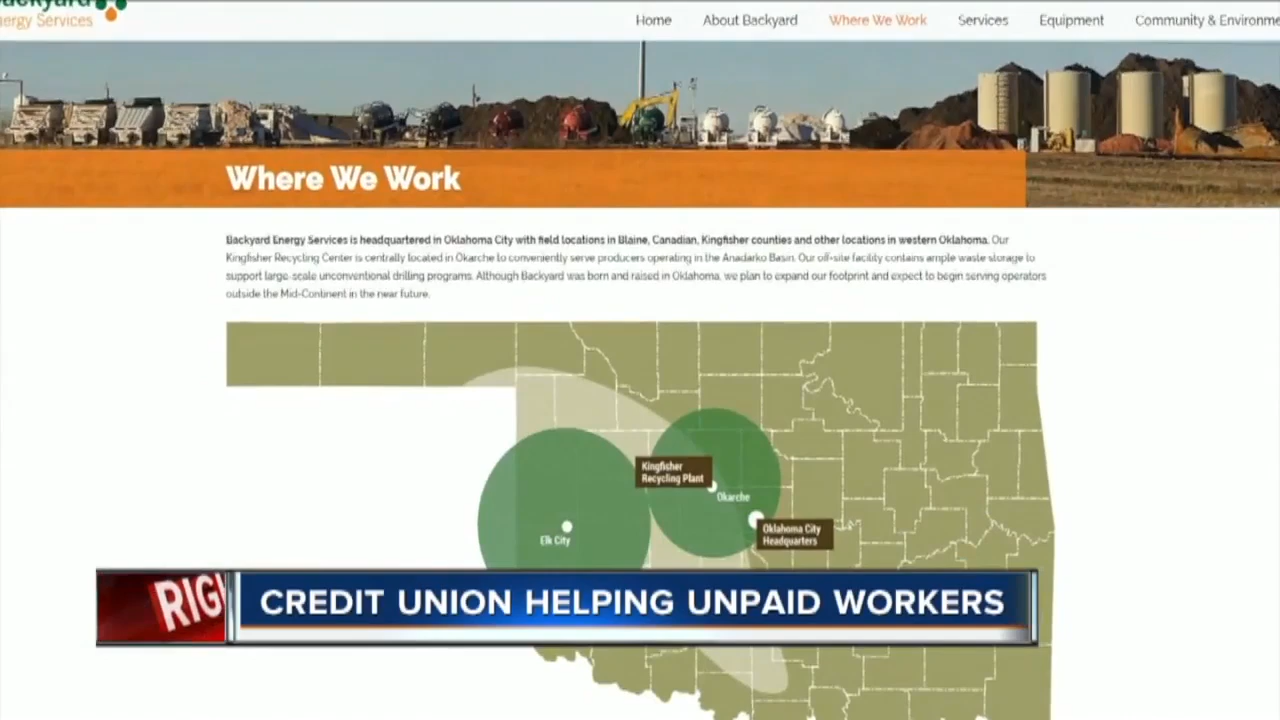 Energy Services
Home About Backyard Where We Work Services Equipment Community & Environme
Where We Work
Backyard Energy Services is headquartered in Oklahoma City with field locations in Blaine, Canadian, Kingfisher counties and other locations in western Oklahoma. Our
Kingfisher Recycling Center is centrally located in Okarche to conveniently serve producers operating in the Anadarko Basin. Our off-site facility contains ample waste storage to
support large-scale unconventional drilling programs. Although Backyard was born and raised in Oklahoma, we plan to expand our footprint and expect to begin serving operators
outside the Mid-Continent in the near future.
Kingfisher
Recycling Plant
Okarche
Oklahoma City
Headquarters
Elk City
RIG
CREDIT UNION HELPING UNPAID WORKERS